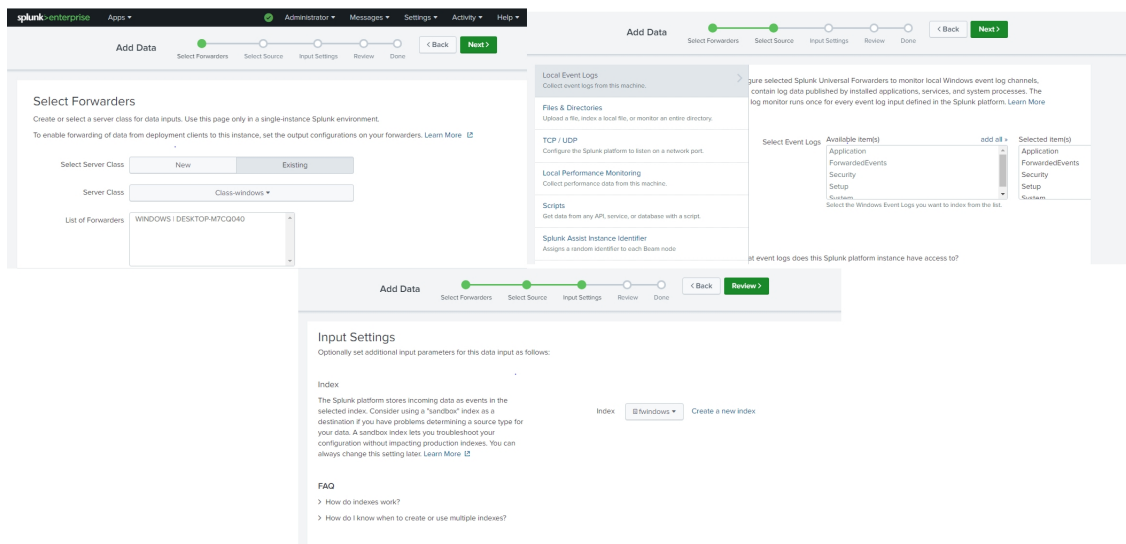 splunk>enterprise Apps ▾ Administrator ▾ Messages ▾ Settings ▾ Activity ▾ Help ▾
Add Data
Select Forwarders Select Source Input Settings Review Done
< Back Next >
Select Forwarders
Create or select a server class for data inputs. Use this page only in a single-instance Splunk environment.
To enable forwarding of data from deployment clients to this instance, set the output configurations on your forwarders. Learn More
Select Server Class New Existing
Server Class Class-windows ▾
List of Forwarders WINDOWS | DESKTOP-M7CQ040
Add Data
Select Forwarders Select Source Input Settings Review Done
< Back Next >
Local Event Logs
Collect event logs from this machine.
Files & Directories
Upload a file, index a local file, or monitor an entire directory.
TCP / UDP
Configure the Splunk platform to listen on a network port.
Local Performance Monitoring
Collect performance data from this machine.
Scripts
Get data from any API, service, or database with a script.
Splunk Assist Instance Identifier
Assigns a random identifier to each Beam node
gure selected Splunk Universal Forwarders to monitor local Windows event log channels,
contain log data published by installed applications, services, and system processes. The
log monitor runs once for every event log input defined in the Splunk platform. Learn More
Select Event Logs Available item(s) add all » Selected item(s)
Application Application
ForwardedEvents ForwardedEvents
Security Security
Setup Setup
System System
Select the Windows Event Logs you want to index from the list.
at event logs does this Splunk platform instance have access to?
Add Data
Select Forwarders Select Source Input Settings Review Done
< Back Review >
Input Settings
Optionally set additional input parameters for this data input as follows:
Index
The Splunk platform stores incoming data as events in the
selected index. Consider using a "sandbox" index as a
destination if you have problems determining a source type for
your data. A sandbox index lets you troubleshoot your
configuration without impacting production indexes. You can
always change this setting later. Learn More
Index fwindows ▾ Create a new index
FAQ
> How do indexes work?
> How do I know when to create or use multiple indexes?